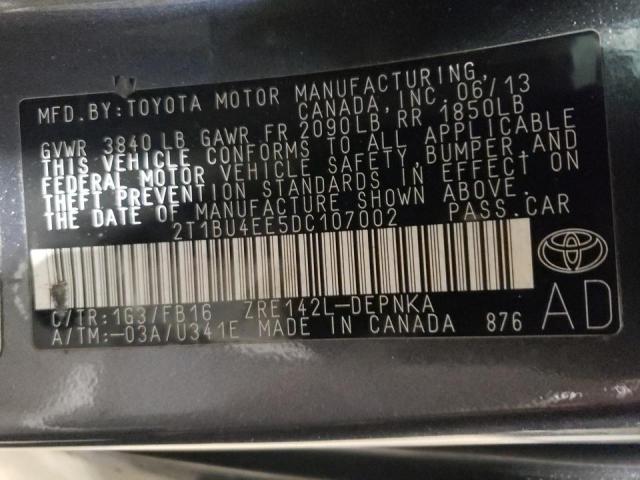 MFD.BY:TOYOTA MOTOR MANUFACTURING,
CANADA,INC. 06/13
GVWR 3840 LB GAWR FR 2090LB RR 1850LB
THIS VEHICLE CONFORMS TO ALL APPLICABLE
FEDERAL MOTOR VEHICLE SAFETY,BUMPER,AND
THEFT PREVENTION STANDARDS IN EFFECT ON
THE DATE OF MANUFACTURE SHOWN ABOVE.
2T1BU4EE5DC107002 PASS.CAR
C/TR:1G3/FB16 ZRE142L-DEPNKA
A/TM:-03A/U341E MADE IN CANADA 876
AD